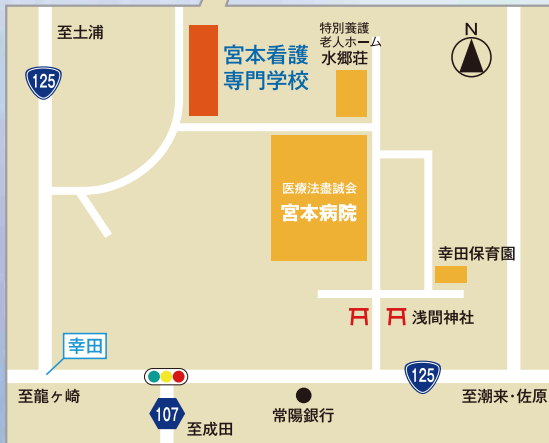 至土浦
125
宮本看護
専門学校
特別養護
老人ホーム
水郷荘
N
医療法盡誠会
宮本病院
幸田保育園
浅間神社
幸田
125
至龍ヶ崎
107
至成田
常陽銀行
至潮来・佐原